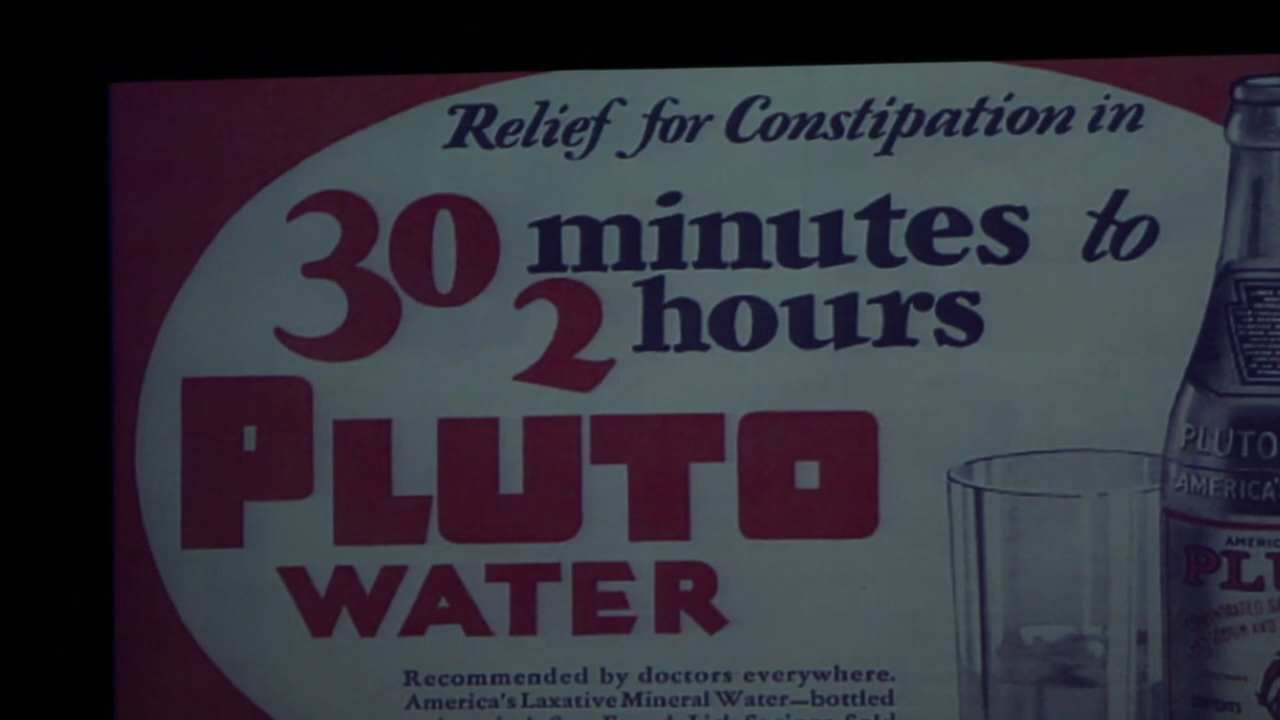 Relief for Constipation in
30 minutes to
2 hours
PLUTO
WATER
Recommended by doctors everywhere.
America's Laxative Mineral Water—bottled
PLUTO
AMERICA'
AMERIC
PLU